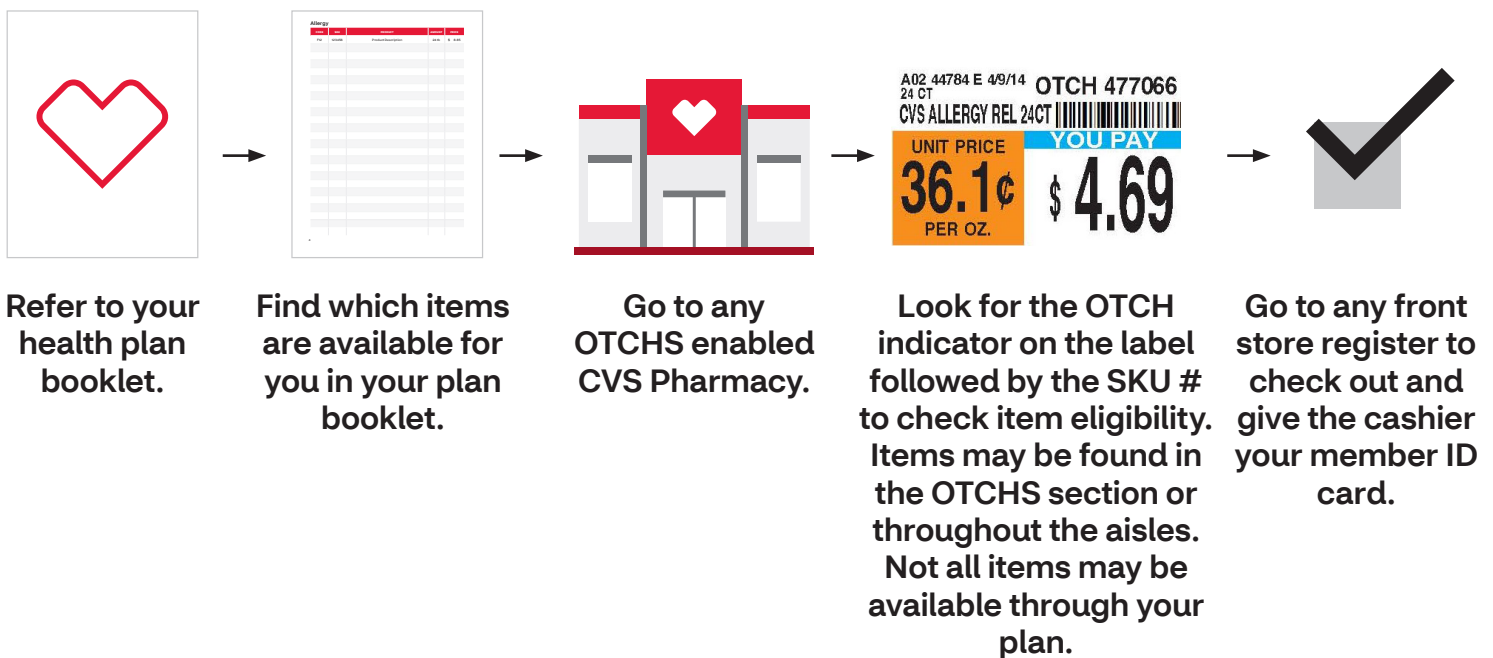 Allergy
Product Description
A02 44784 E 4/9/14
24 CT
OTCH 477066
CVS ALLERGY REL 24CT
UNIT PRICE
36.1¢
PER OZ.
YOU PAY
$ 4.69
Refer to your
health plan
booklet.
Find which items
are available for
you in your plan
booklet.
Go to any
OTCHS enabled
CVS Pharmacy.
Look for the OTCH
indicator on the label
followed by the SKU #
to check item eligibility.
Items may be found in
the OTCHS section or
throughout the aisles.
Not all items may be
available through your
plan.
Go to any front
store register to
check out and
give the cashier
your member ID
card.